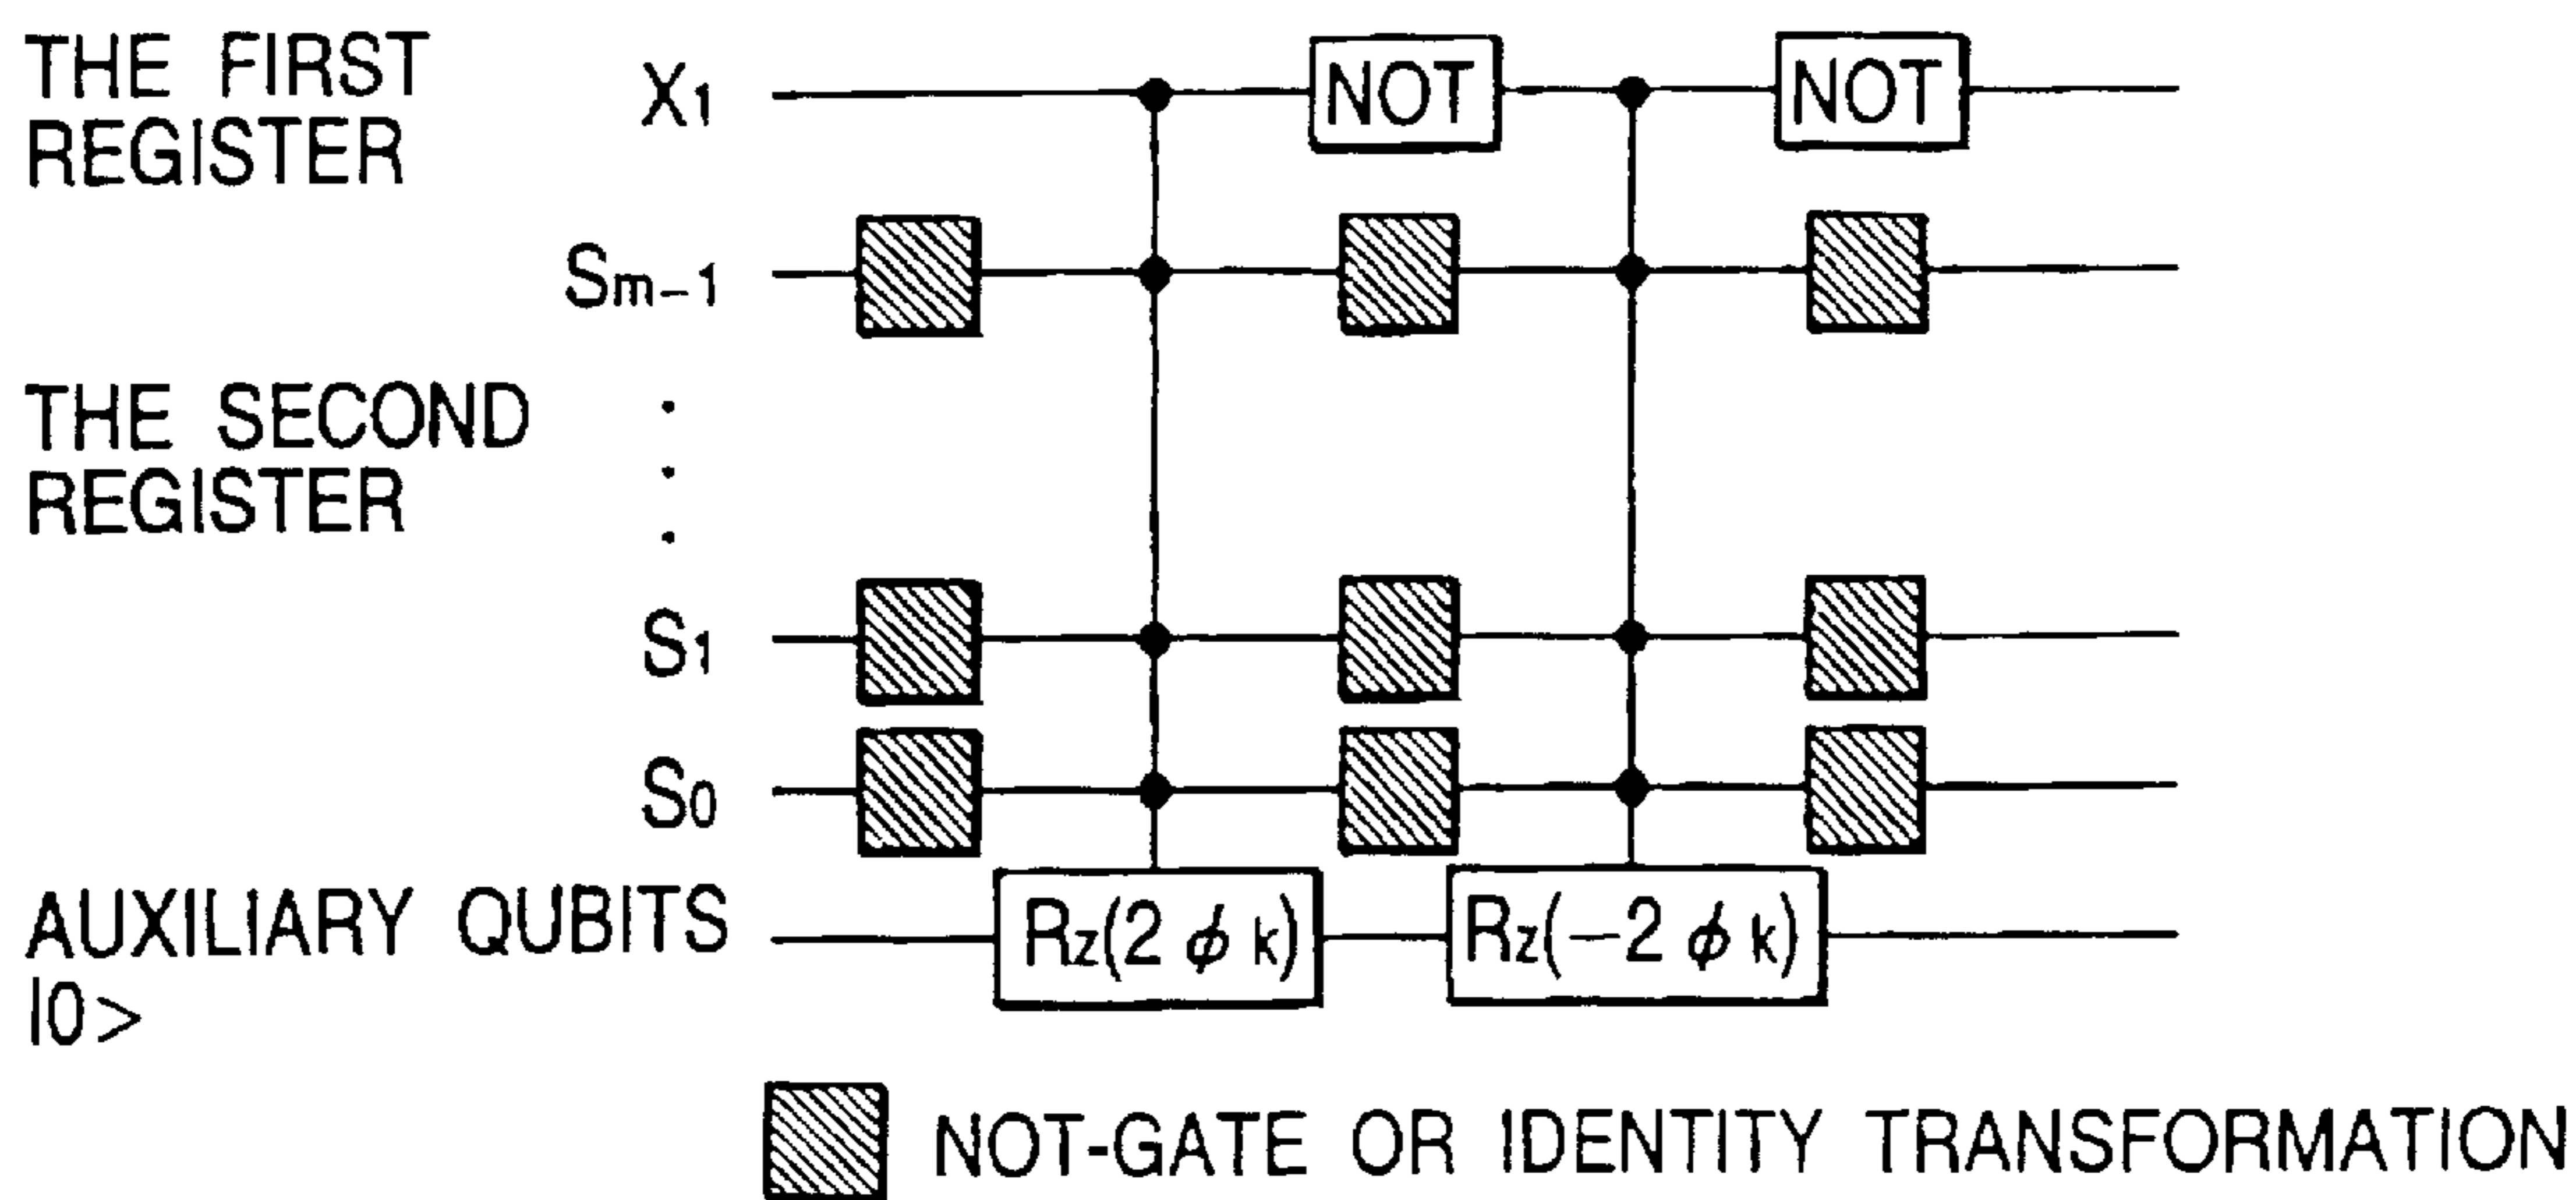 THE FIRST
REGISTER
X1
NOT
NOT
Sm-1
THE SECOND
REGISTER
S1
S0
AUXILIARY QUBITS
|0>
Rz(2 ϕ k)
Rz(−2 ϕ k)
NOT-GATE OR IDENTITY TRANSFORMATION